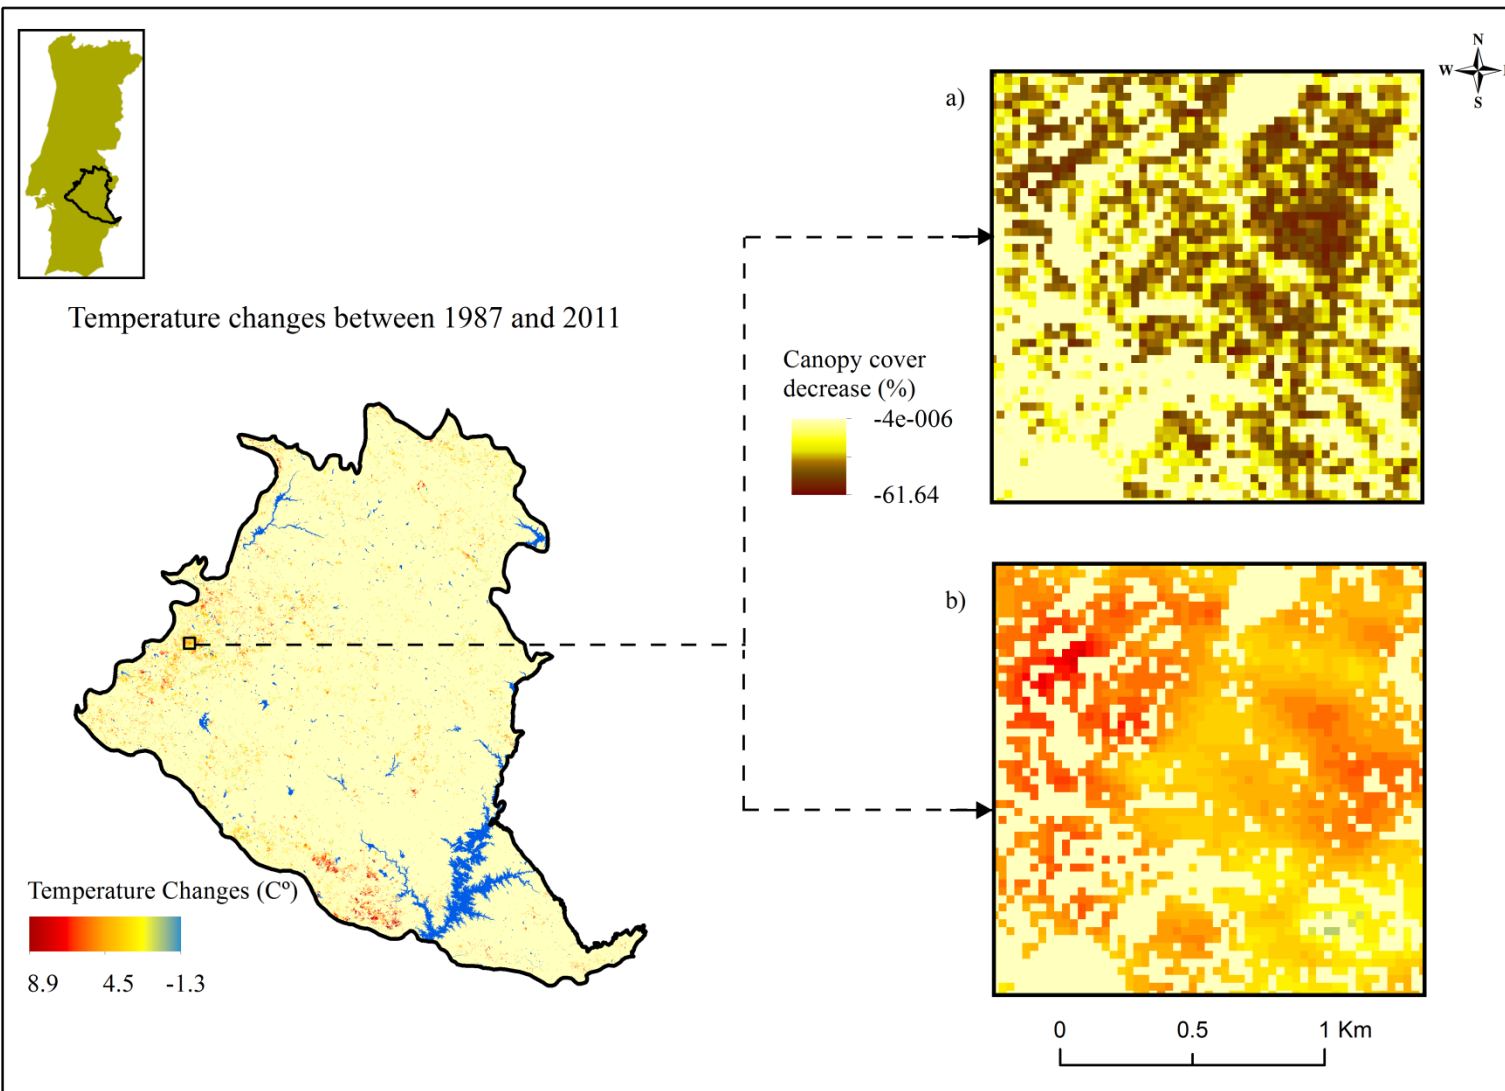 N
W
S
a)
Temperature changes between 1987 and 2011
Canopy cover
decrease (%)
-4e-006
-61.64
b)
Temperature Changes (Cº)
8.9 4.5 -1.3
0 0.5 1 Km